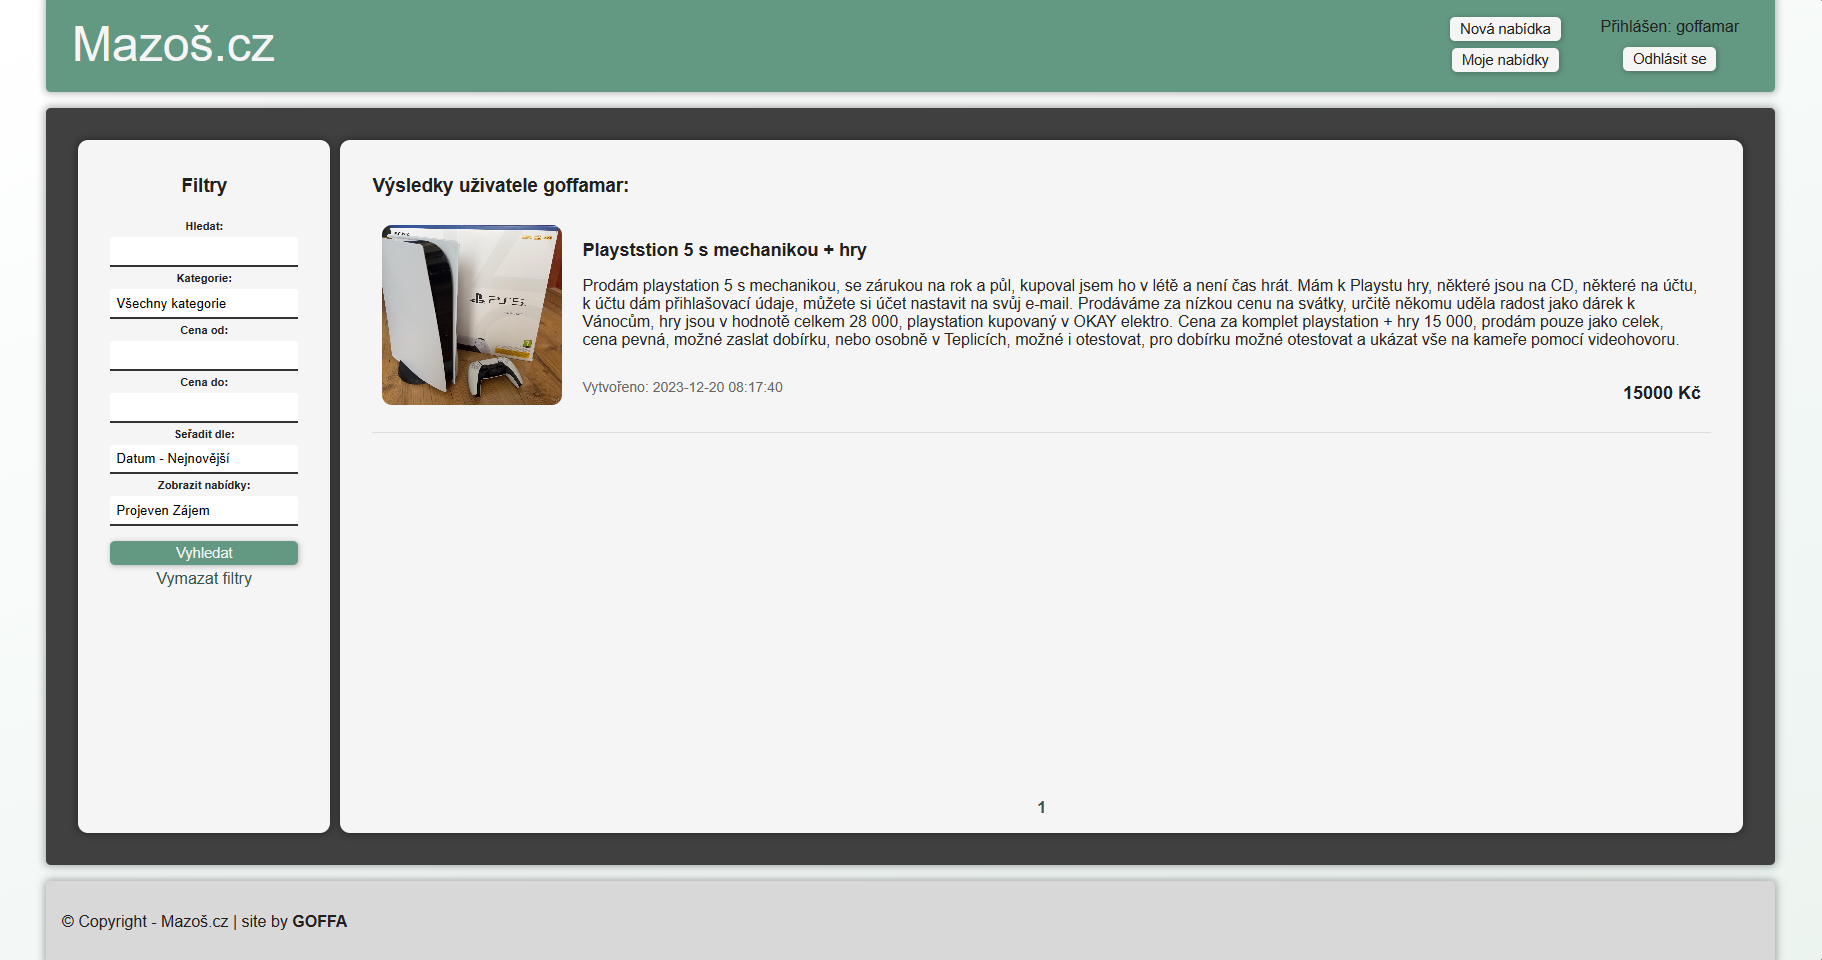 Mazoš.cz
Nová nabídka
Moje nabídky
Přihlášen: goffamar
Odhlásit se
Filtry
Hledat:
Kategorie:
Všechny kategorie
Cena od:
Cena do:
Seřadit dle:
Datum - Nejnovější
Zobrazit nabídky:
Projeven Zájem
Vyhledat
Vymazat filtry
Výsledky uživatele goffamar:
PS5
Playststion 5 s mechanikou + hry
Prodám playstation 5 s mechanikou, se zárukou na rok a půl, kupoval jsem ho v létě a není čas hrát. Mám k Playstu hry, některé jsou na CD, některé na účtu,
k účtu dám přihlašovací údaje, můžete si účet nastavit na svůj e-mail. Prodáváme za nízkou cenu na svátky, určitě někomu uděla radost jako dárek k
Vánocům, hry jsou v hodnotě celkem 28 000, playstation kupovaný v OKAY elektro. Cena za komplet playstation + hry 15 000, prodám pouze jako celek,
cena pevná, možné zaslat dobírku, nebo osobně v Teplicích, možné i otestovat, pro dobírku možné otestovat a ukázat vše na kameře pomocí videohovoru.
Vytvořeno: 2023-12-20 08:17:40
15000 Kč
1
© Copyright - Mazoš.cz | site by GOFFA